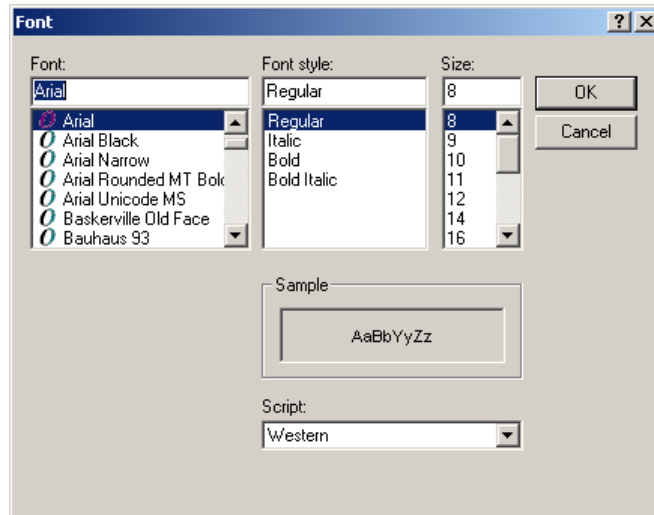 Font
Font: Font style: Size:
Arial Regular 8 OK
Arial Regular 8 Cancel
Arial Black Italic 9
Arial Narrow Bold 10
Arial Rounded MT Bold Bold Italic 11
Arial Unicode MS 12
Baskerville Old Face 14
Bauhaus 93 16
Sample
AaBbYyZz
Script:
Western